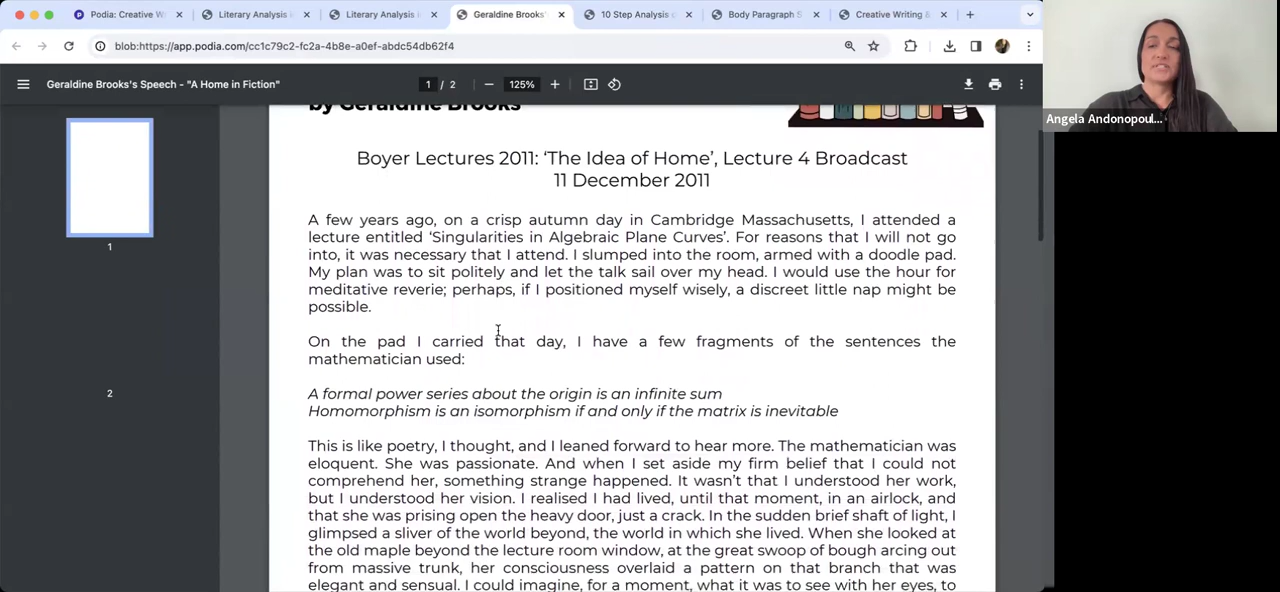 Podia: Creative W
Literary Analysis i
Literary Analysis i
Geraldine Brooks'
10 Step Analysis o
Body Paragraph S
Creative Writing &
blob:https://app.podia.com/cc1c79c2-fc2a-4b8e-a0ef-abdc54db62f4
Geraldine Brooks's Speech - "A Home in Fiction"
1 / 2
125%
Angela Andonopoul...
by Geraldine Brooks
Boyer Lectures 2011: ‘The Idea of Home’, Lecture 4 Broadcast
11 December 2011
A few years ago, on a crisp autumn day in Cambridge Massachusetts, I attended a
lecture entitled ‘Singularities in Algebraic Plane Curves’. For reasons that I will not go
into, it was necessary that I attend. I slumped into the room, armed with a doodle pad.
My plan was to sit politely and let the talk sail over my head. I would use the hour for
meditative reverie; perhaps, if I positioned myself wisely, a discreet little nap might be
possible.
On the pad I carried that day, I have a few fragments of the sentences the
mathematician used:
A formal power series about the origin is an infinite sum
Homomorphism is an isomorphism if and only if the matrix is inevitable
This is like poetry, I thought, and I leaned forward to hear more. The mathematician was
eloquent. She was passionate. And when I set aside my firm belief that I could not
comprehend her, something strange happened. It wasn’t that I understood her work,
but I understood her vision. I realised I had lived, until that moment, in an airlock, and
that she was prising open the heavy door, just a crack. In the sudden brief shaft of light, I
glimpsed a sliver of the world beyond, the world in which she lived. When she looked at
the old maple beyond the lecture room window, at the great swoop of bough arcing out
from massive trunk, her consciousness overlaid a pattern on that branch that was
elegant and sensual. I could imagine, for a moment, what it was to see with her eyes, to
1
2